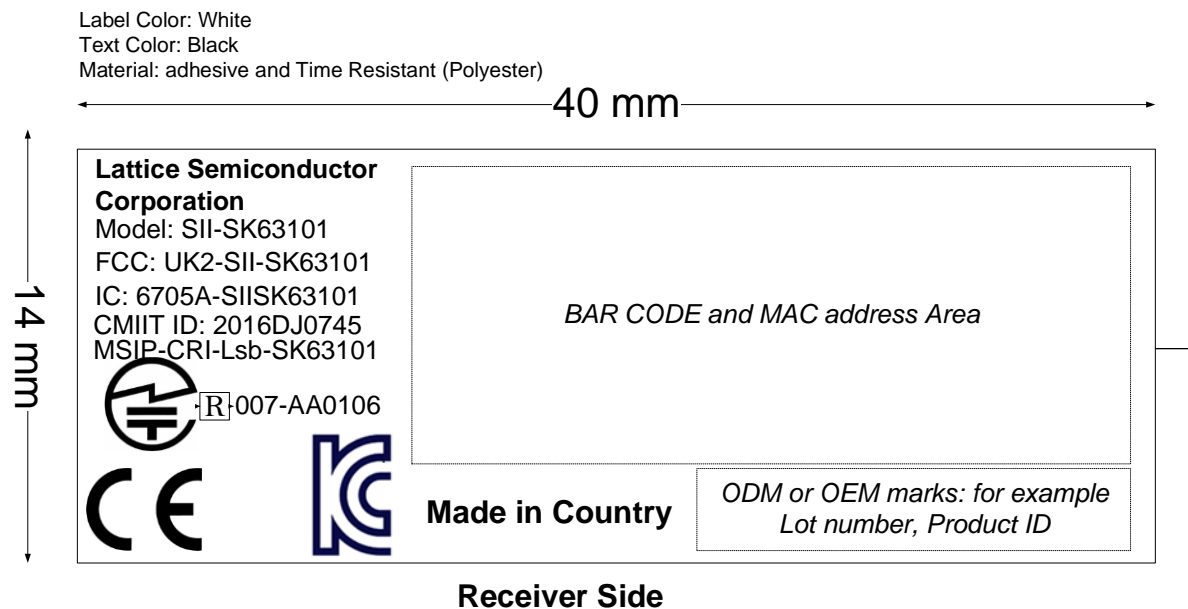 Label Color: White
Text Color: Black
Material: adhesive and Time Resistant (Polyester)
40 mm
14 mm
Lattice Semiconductor
Corporation
Model: SII-SK63101
FCC: UK2-SII-SK63101
IC: 6705A-SIISK63101
CMIIT ID: 2016DJ0745
MSIP-CRI-Lsb-SK63101
R 007-AA0106
CE
KC
BAR CODE and MAC address Area
Made in Country
ODM or OEM marks: for example
Lot number, Product ID
Receiver Side